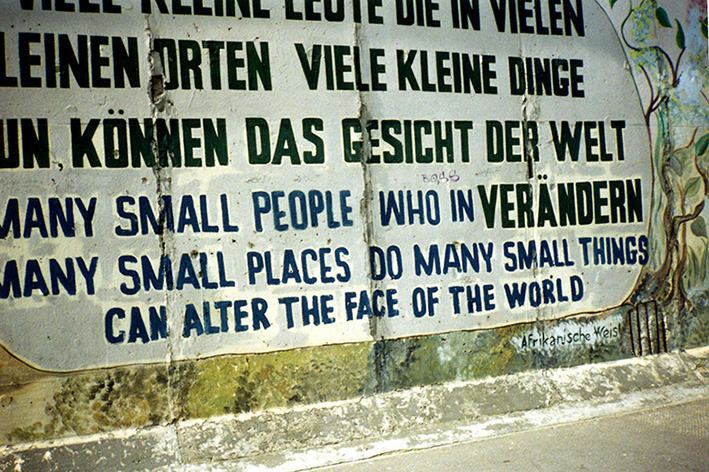 VIELE KLEINE LEUTE DIE IN VIELEN
LEINEN ORTEN VIELE KLEINE DINGE
UN, KÖNNEN DAS GESICHT DER WELT
VERÄNDERN
MANY SMALL PEOPLE WHO IN
MANY SMALL PLACES DO MANY SMALL THINGS
CAN ALTER THE FACE OF THE WORLD
Afrikanische Weish